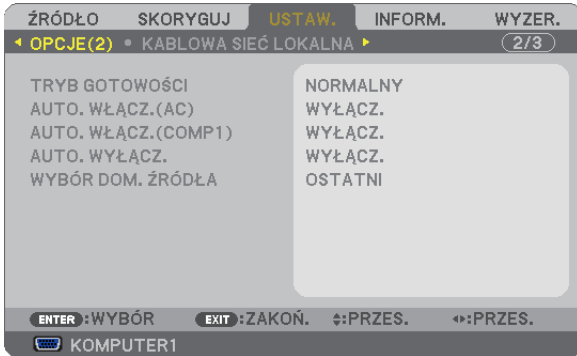 ŹRÓDŁO SKORYGUJ USTAW. INFORM. WYZER.
OPCJE(2) • KABLOWA SIEĆ LOKALNA 2/3
TRYB GOTOWOŚCI NORMALNY
AUTO. WŁĄCZ.(AC) WYŁĄCZ.
AUTO. WŁĄCZ.(COMP1) WYŁĄCZ.
AUTO. WYŁĄCZ. WYŁĄCZ.
WYBÓR DOM. ŹRÓDŁA OSTATNI
ENTER :WYBÓR EXIT :ZAKOŃ. :PRZES. :PRZES.
KOMPUTER1